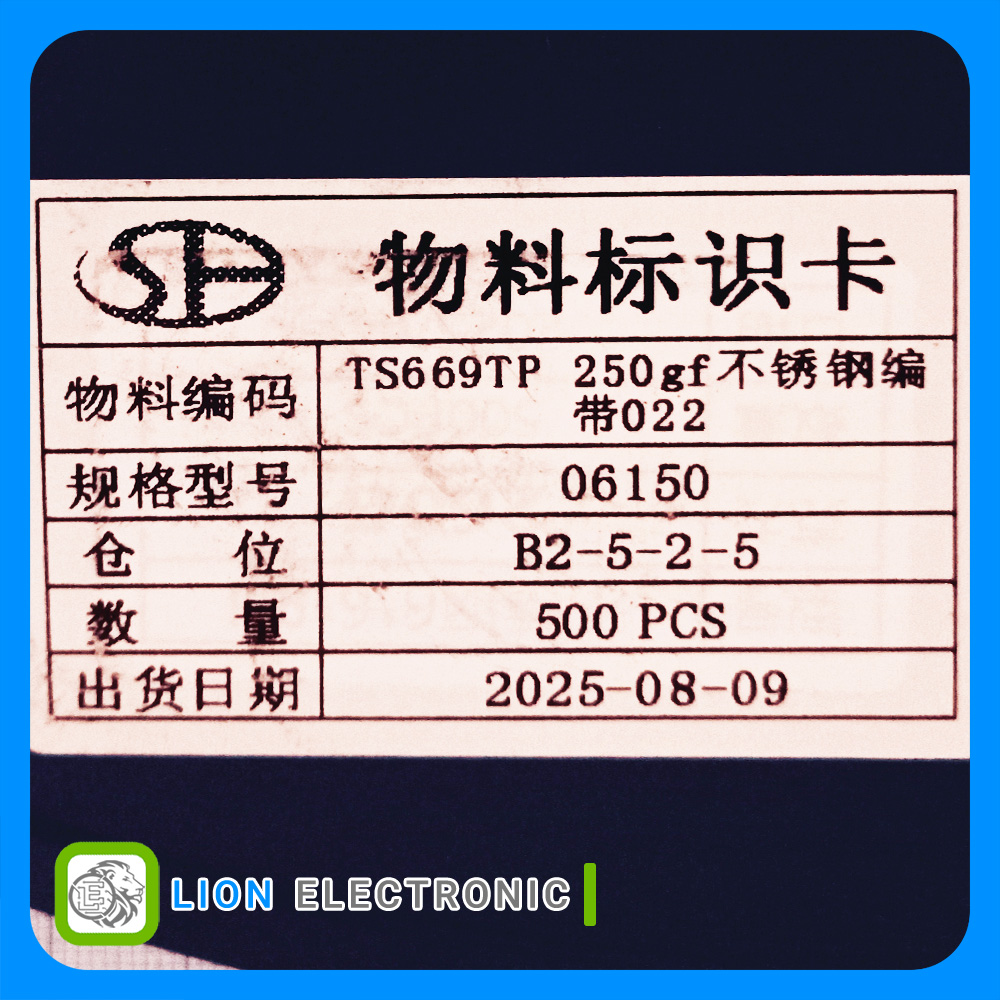 物料标识卡
物料编码 TS669TP 250gf不锈钢编
带022
规格型号 06150
仓位 B2-5-2-5
数量 500 PCS
出货日期 2025-08-09
LION ELECTRONIC